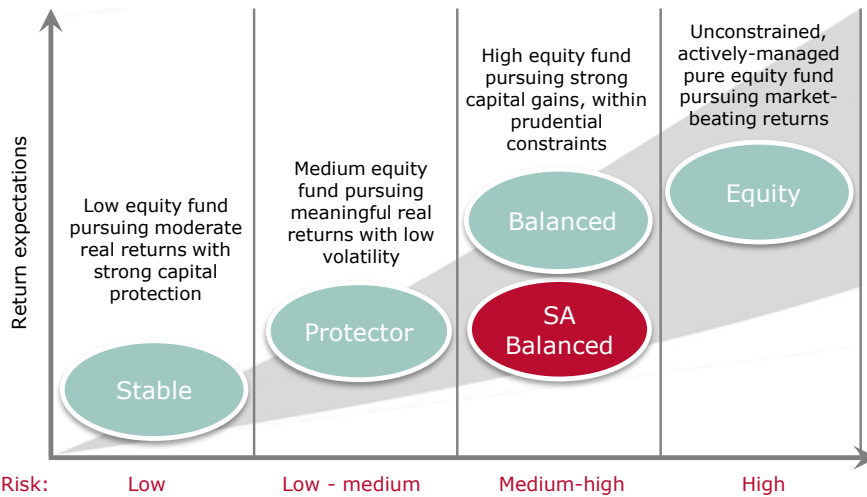 Return expectations
Low equity fund
pursuing moderate
real returns with
strong capital
protection
Stable
Medium equity
fund pursuing
meaningful real
returns with low
volatility
Protector
High equity fund
pursuing strong
capital gains, within
prudential
constraints
Balanced
SA
Balanced
Unconstrained,
actively-managed
pure equity fund
pursuing market-
beating returns
Equity
Risk: Low Low - medium Medium-high High